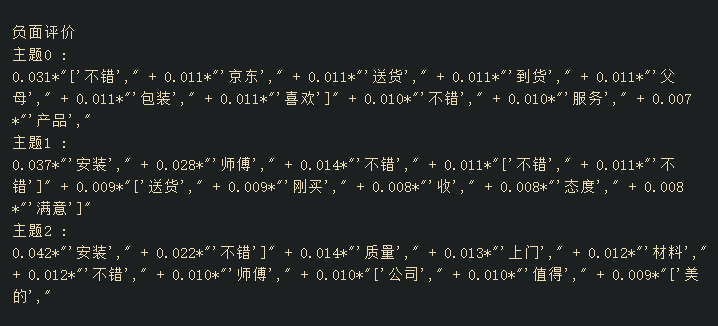 负面评价
主题0 :
0.031*"['不错'," + 0.011*"'京东'," + 0.011*"'送货'," + 0.011*"'到货'," + 0.011*"'父
母'," + 0.011*"'包装'," + 0.011*"'喜欢']" + 0.010*"'不错'," + 0.010*"'服务'," + 0.007
*"'产品',"
主题1 :
0.037*"'安装'," + 0.028*"'师傅'," + 0.014*"'不错'," + 0.011*"['不错'," + 0.011*"'不
错']" + 0.009*"['送货'," + 0.009*"'刚买'," + 0.008*"'收'," + 0.008*"'态度'," + 0.008
*"'满意']"
主题2 :
0.042*"'安装'," + 0.022*"'不错']" + 0.014*"'质量'," + 0.013*"'上门'," + 0.012*"'材料',"
+ 0.012*"'不错'," + 0.010*"'师傅'," + 0.010*"['公司'," + 0.010*"'值得'," + 0.009*"['美
的',"